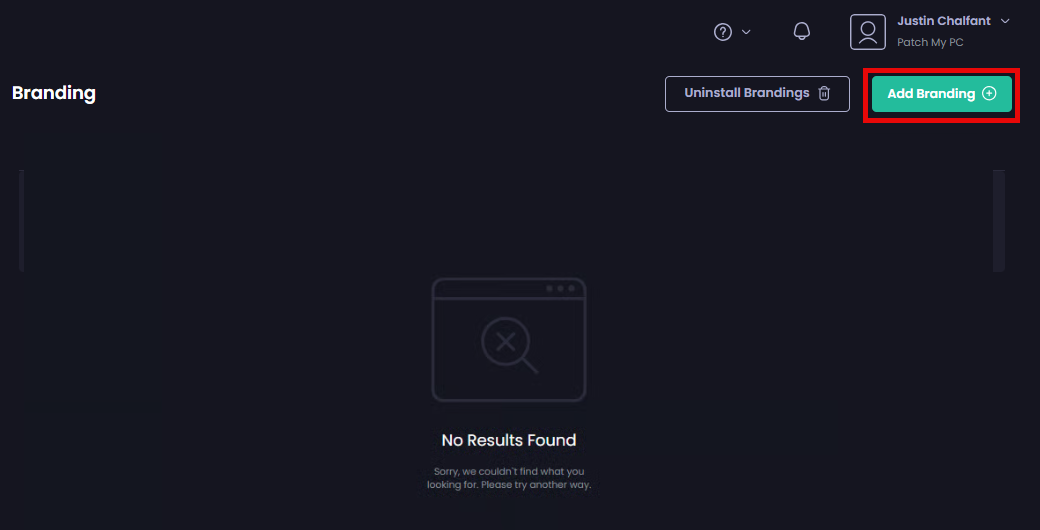 Justin Chalfant
Patch My PC
Branding
Uninstall Brandings
Add Branding
No Results Found
Sorry, we couldn't find what you
looking for. Please try another way.